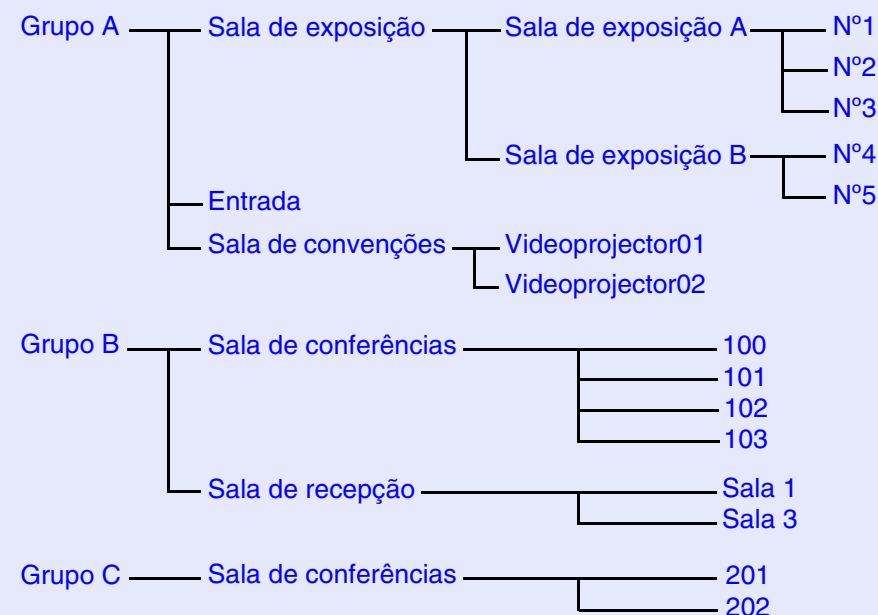 Grupo A Sala de exposição Sala de exposição A Nº1
Nº2
Nº3
Sala de exposição B Nº4
Nº5
Entrada
Sala de convenções Videoprojector01
Videoprojector02
Grupo B Sala de conferências 100
101
102
103
Sala de recepção Sala 1
Sala 3
Grupo C Sala de conferências 201
202